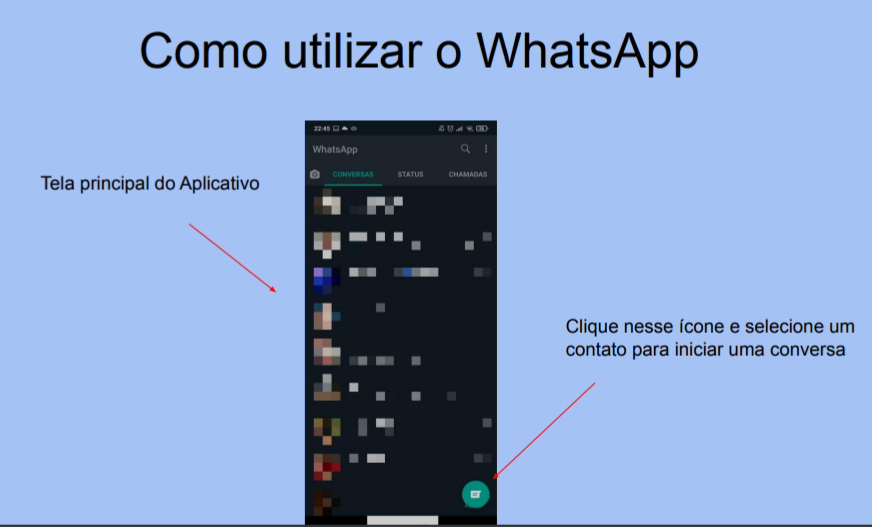 Como utilizar o WhatsApp
22:45
WhatsApp
CONVERSAS STATUS CHAMADAS
Tela principal do Aplicativo
Clique nesse ícone e selecione um
contato para iniciar uma conversa